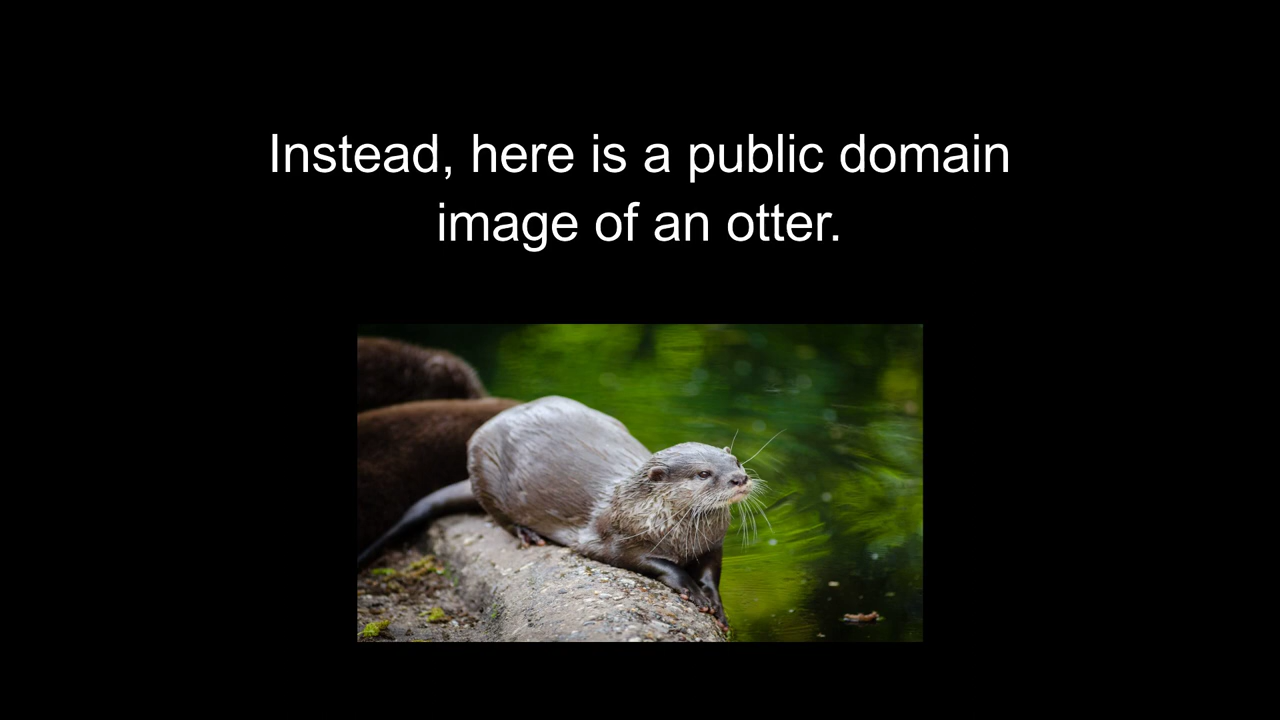 Instead, here is a public domain
image of an otter.